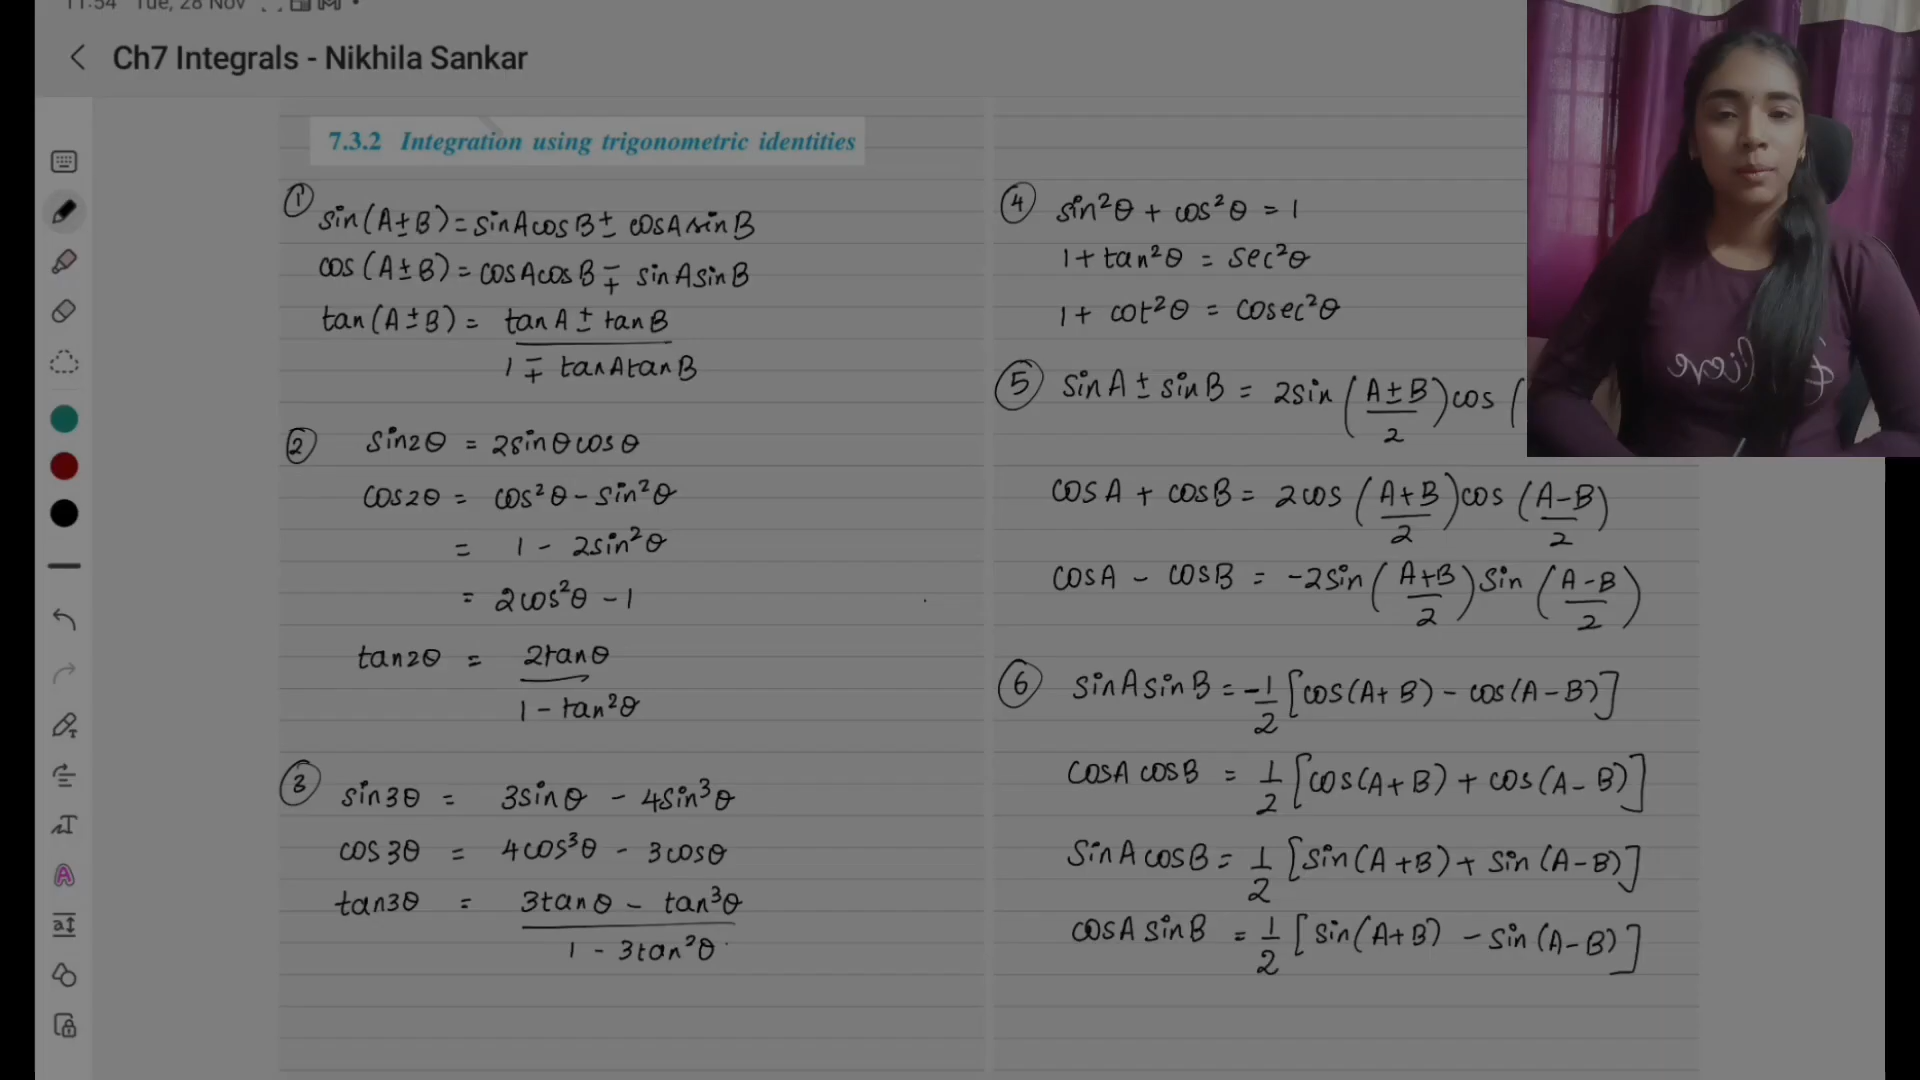 11:54 Tue, 28 Nov
Ch7 Integrals - Nikhila Sankar
7.3.2 Integration using trigonometric identities
① sin(A±B) = sinAcosB ± cosAsinB
cos(A±B) = cosAcosB ∓ sinAsinB
tan(A±B) = tanA ± tanB
1 ∓ tanAtanB
② sin2θ = 2sinθcosθ
cos2θ = cos²θ - sin²θ
= 1 - 2sin²θ
= 2cos²θ - 1
tan2θ = 2tanθ
1 - tan²θ
③ sin3θ = 3sinθ - 4sin³θ
cos3θ = 4cos³θ - 3cosθ
tan3θ = 3tanθ - tan³θ
1 - 3tan²θ
④ sin²θ + cos²θ = 1
1 + tan²θ = sec²θ
1 + cot²θ = cosec²θ
⑤ sinA ± sinB = 2sin(A±B/2)cos(
cosA + cosB = 2cos(A+B/2)cos(A-B/2)
cosA - cosB = -2sin(A+B/2)sin(A-B/2)
⑥ sinAsinB = -1/2[cos(A+B) - cos(A-B)]
cosAcosB = 1/2[cos(A+B) + cos(A-B)]
sinAcosB = 1/2[sin(A+B) + sin(A-B)]
cosAsinB = 1/2[sin(A+B) - sin(A-B)]